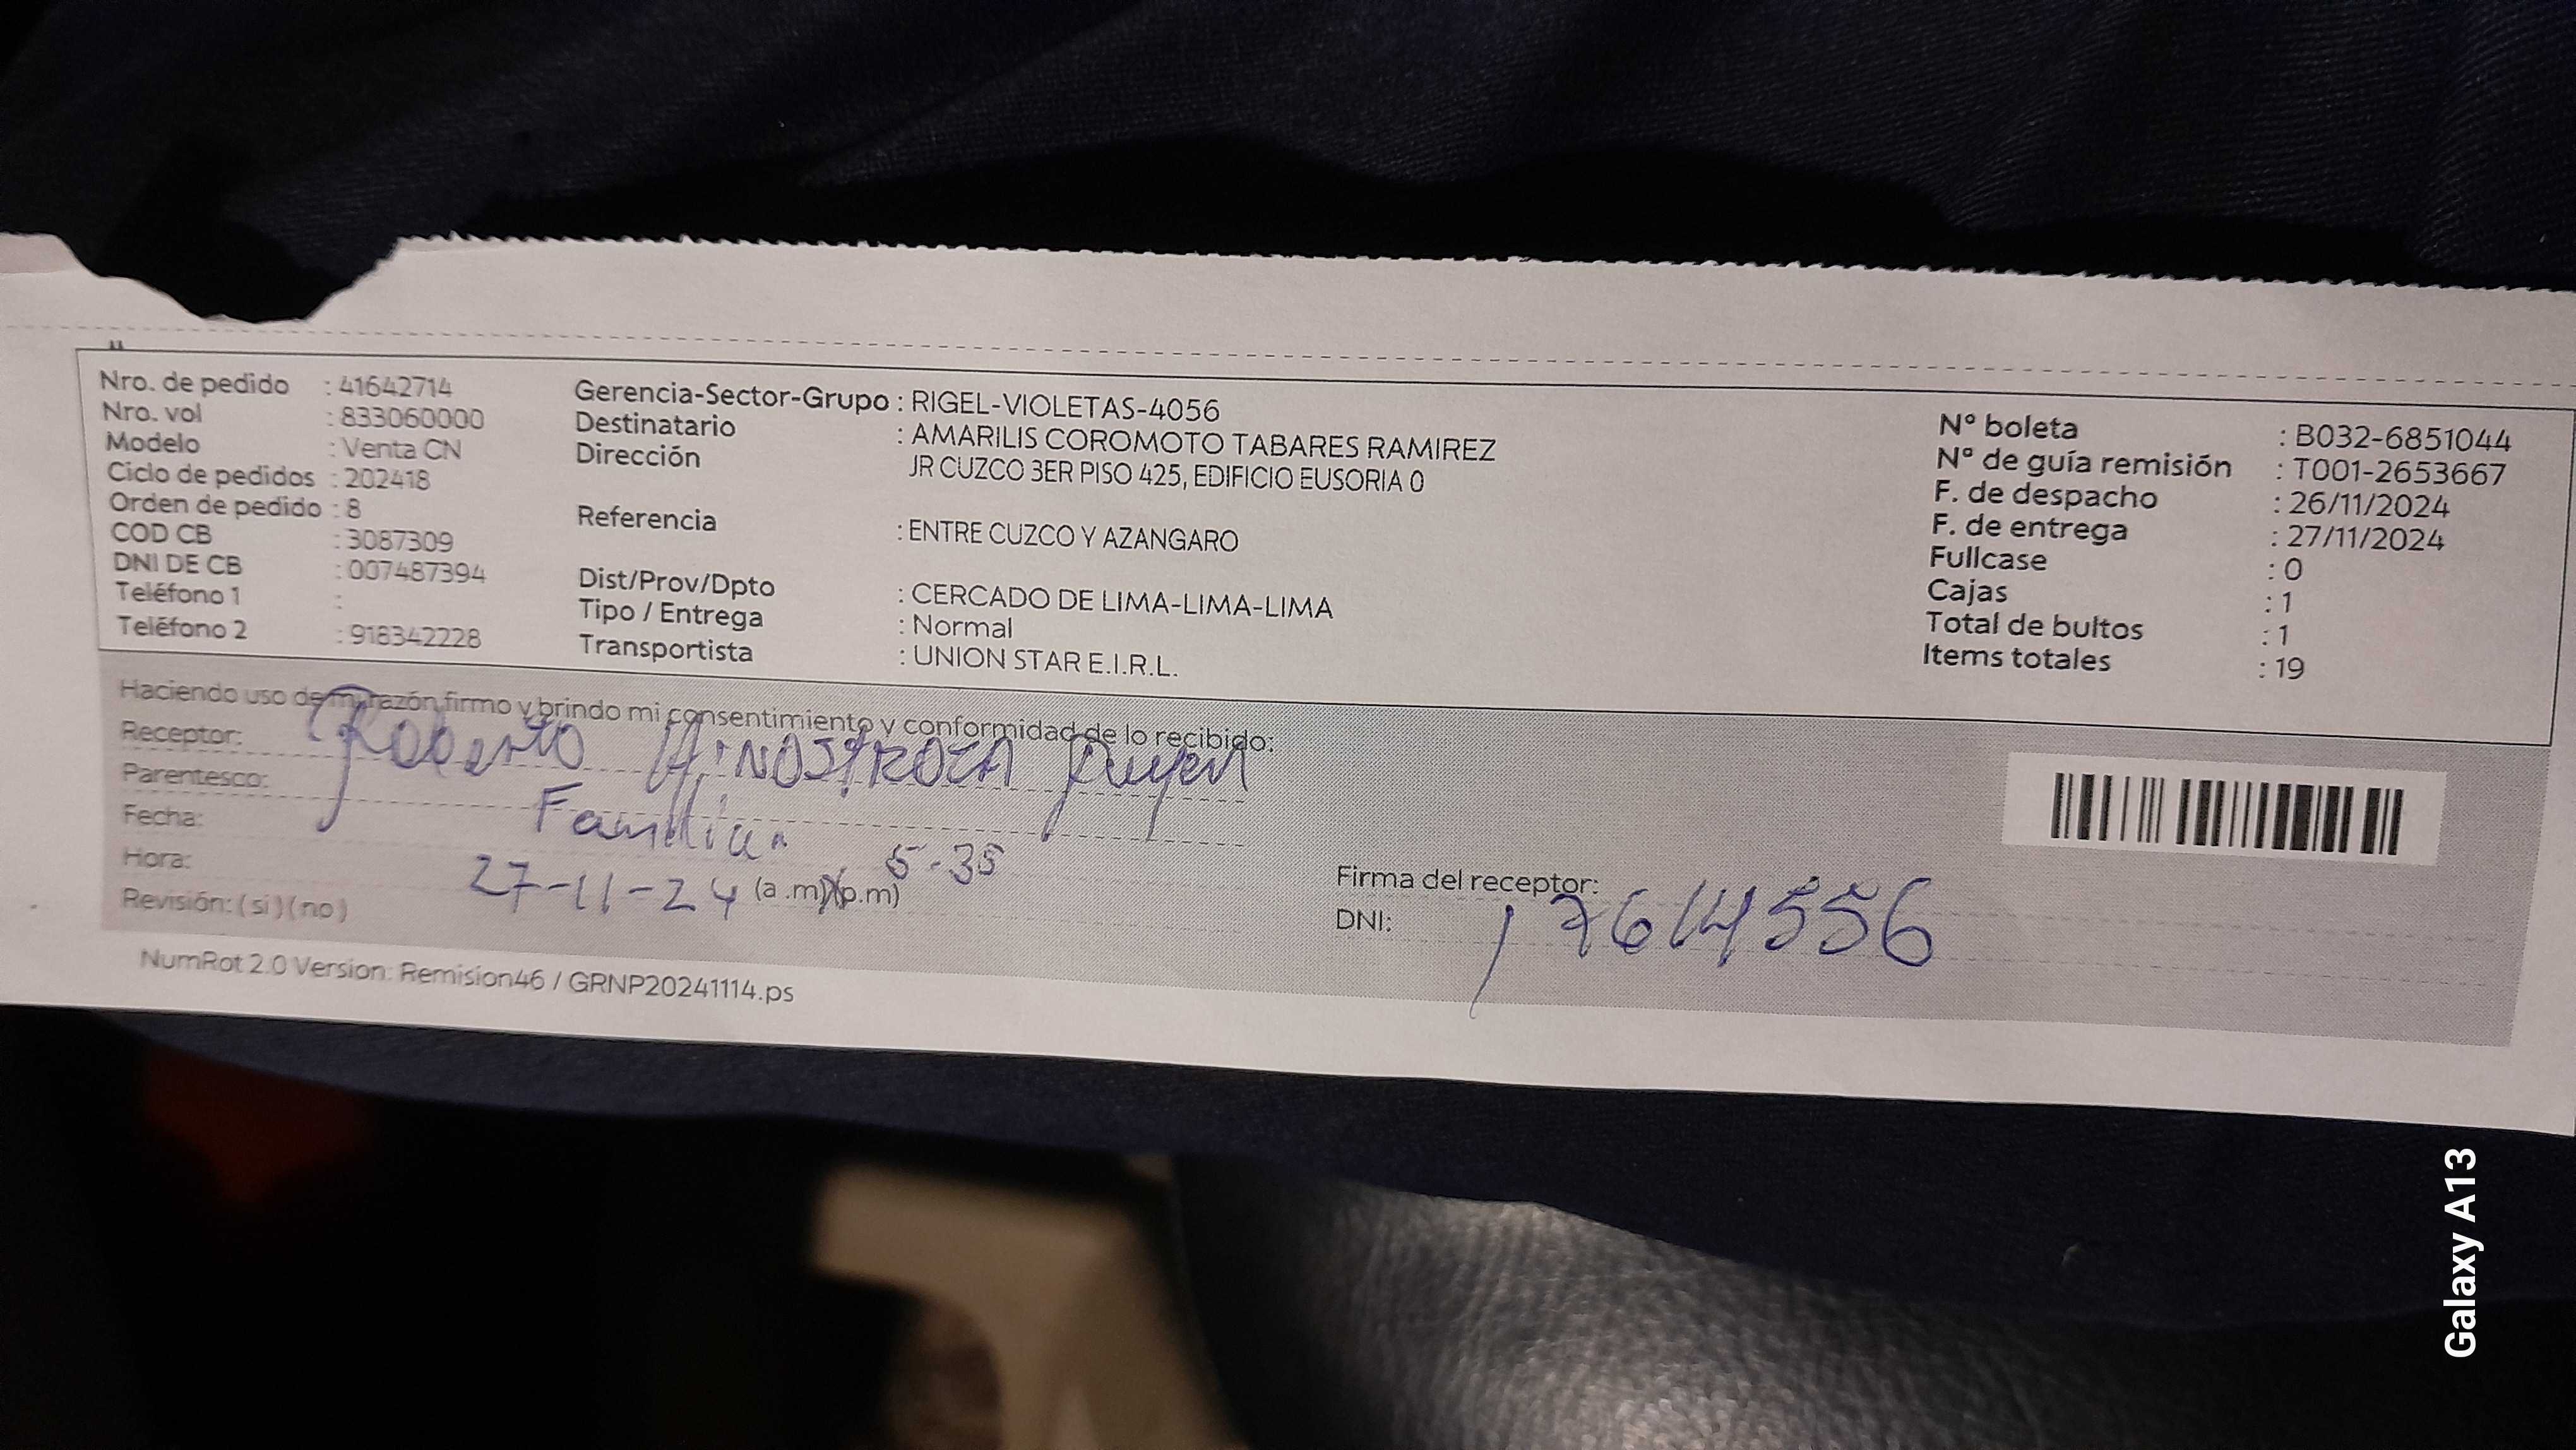 Nro. de pedido : 41642714
Nro. vol : 833060000
Modelo : Venta CN
Ciclo de pedidos : 202418
Orden de pedido : 8
COD CB : 3087309
DNI DE CB : 007487394
Teléfono 1 :
Teléfono 2 : 918342228
Gerencia-Sector-Grupo : RIGEL-VIOLETAS-4056
Destinatario : AMARILIS COROMOTO TABARES RAMIREZ
Dirección JR CUZCO 3ER PISO 425, EDIFICIO EUSORIA 0
Referencia : ENTRE CUZCO Y AZANGARO
Dist/Prov/Dpto : CERCADO DE LIMA-LIMA-LIMA
Tipo / Entrega : Normal
Transportista : UNION STAR E.I.R.L.
N° boleta : B032-6851044
N° de guía remisión : T001-2653667
F. de despacho : 26/11/2024
F. de entrega : 27/11/2024
Fullcase : 0
Cajas : 1
Total de bultos : 1
Items totales : 19
Haciendo uso de mi razón firmo y brindo mi consentimiento y conformidad de lo recibido:
Receptor: Roberto HINOSTROZA
Parentesco: Familiar
Fecha: 27-11-24
Hora: (a .m)(p.m) 5-35
Revisión: ( si ) ( no )
Firma del receptor:
DNI: 17614556
NumRot 2.0 Version: Remision46 / GRNP20241114.ps
Galaxy A13